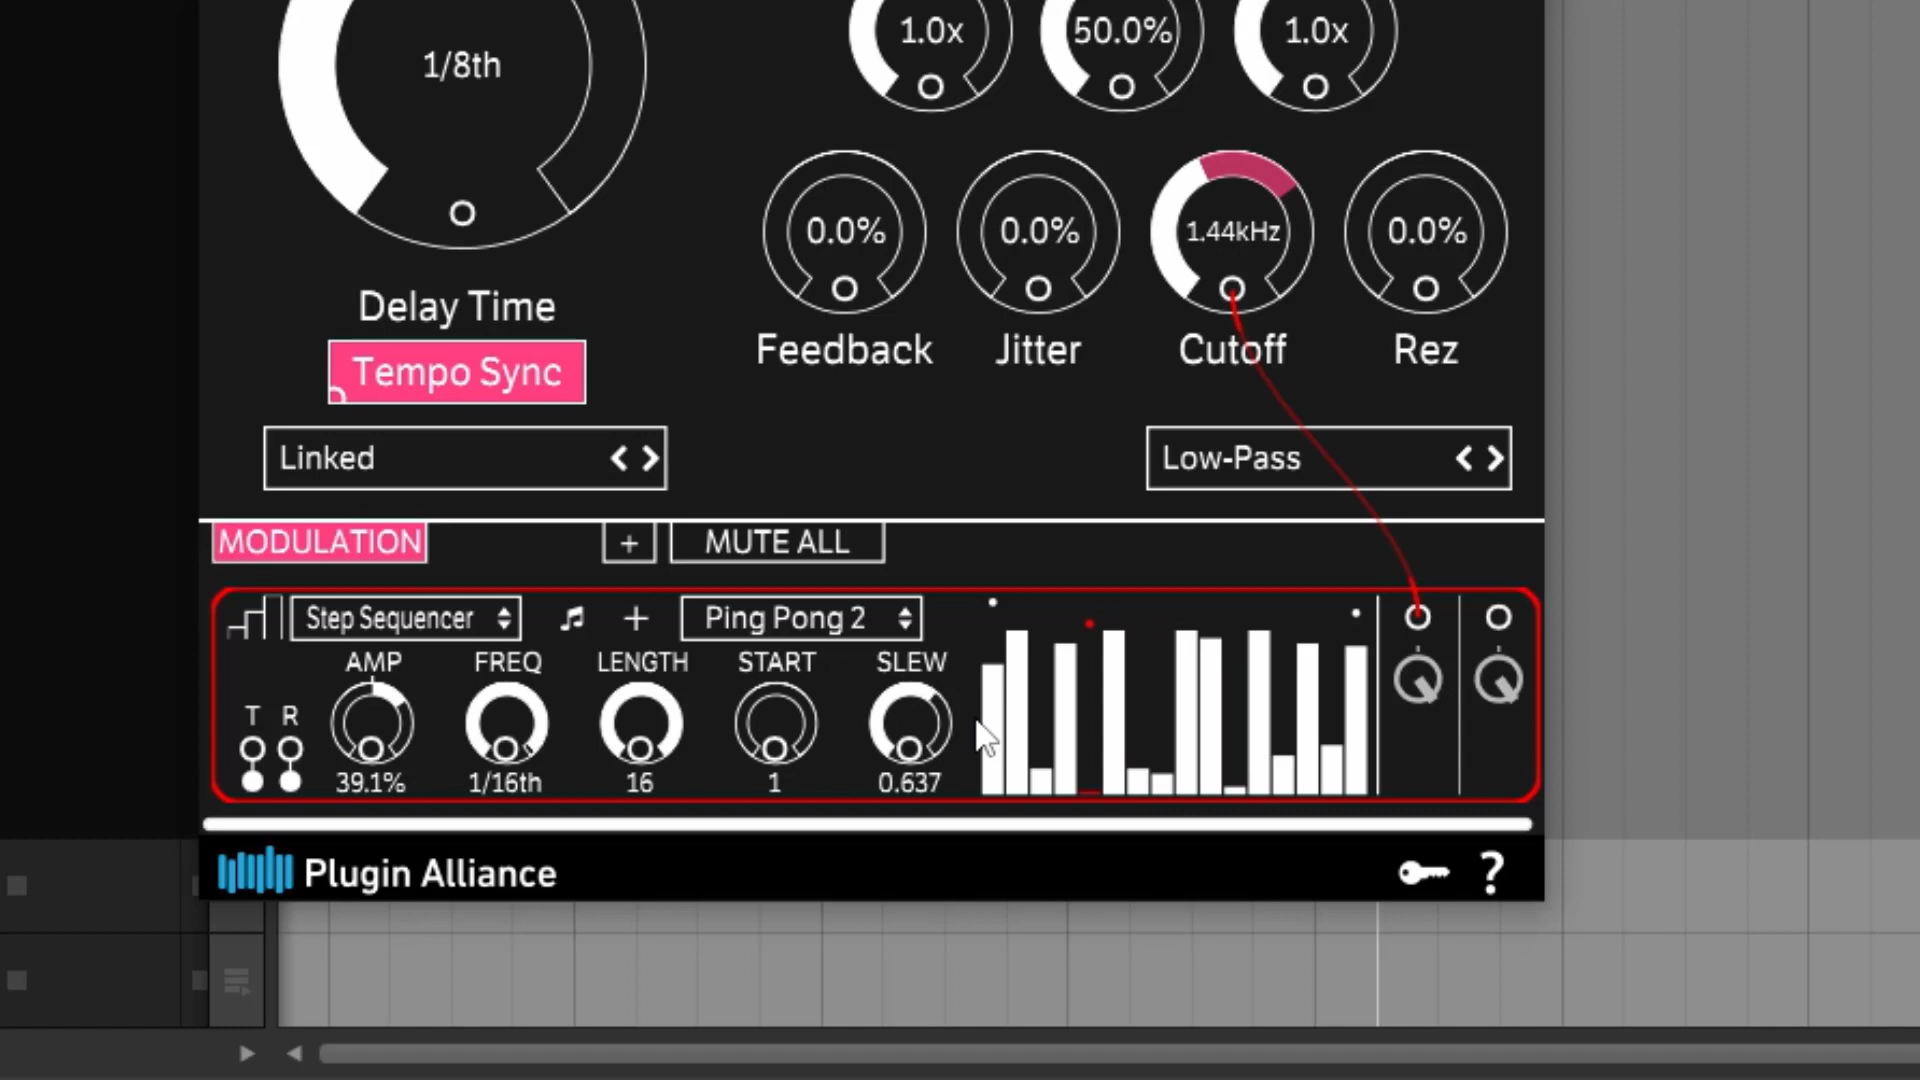 1/8th
1.0x
50.0%
1.0x
0.0%
0.0%
1.44kHz
0.0%
Delay Time
Feedback
Jitter
Cutoff
Rez
Tempo Sync
Linked
Low-Pass
MODULATION
+
MUTE ALL
Step Sequencer
+
Ping Pong 2
AMP
FREQ
LENGTH
START
SLEW
T
R
39.1%
1/16th
16
1
0.637
Plugin Alliance
?